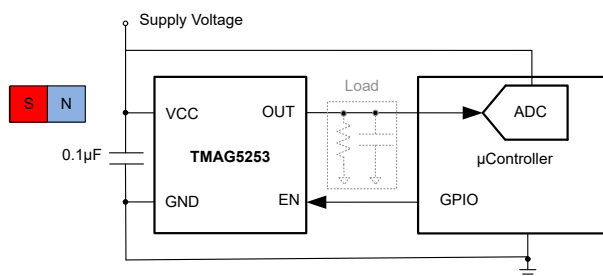 Supply Voltage
Load
S N
VCC
OUT
ADC
0.1µF
TMAG5253
µController
GND
EN
GPIO